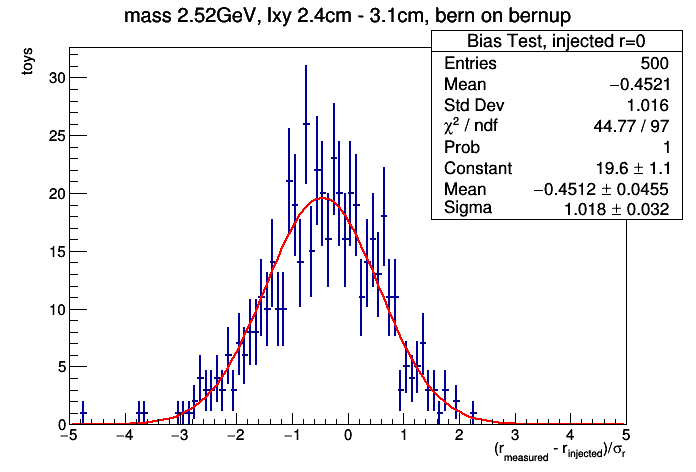 mass 2.52GeV, lxy 2.4cm - 3.1cm, bern on bernup
Bias Test, injected r=0
Entries 500
Mean −0.4521
Std Dev 1.016
χ² / ndf 44.77 / 97
Prob 1
Constant 19.6 ± 1.1
Mean −0.4512 ± 0.0455
Sigma 1.018 ± 0.032
toys
30
25
20
15
10
5
0
−5 −4 −3 −2 −1 0 1 2 3 4 5
(r_measured - r_injected)/σ_r